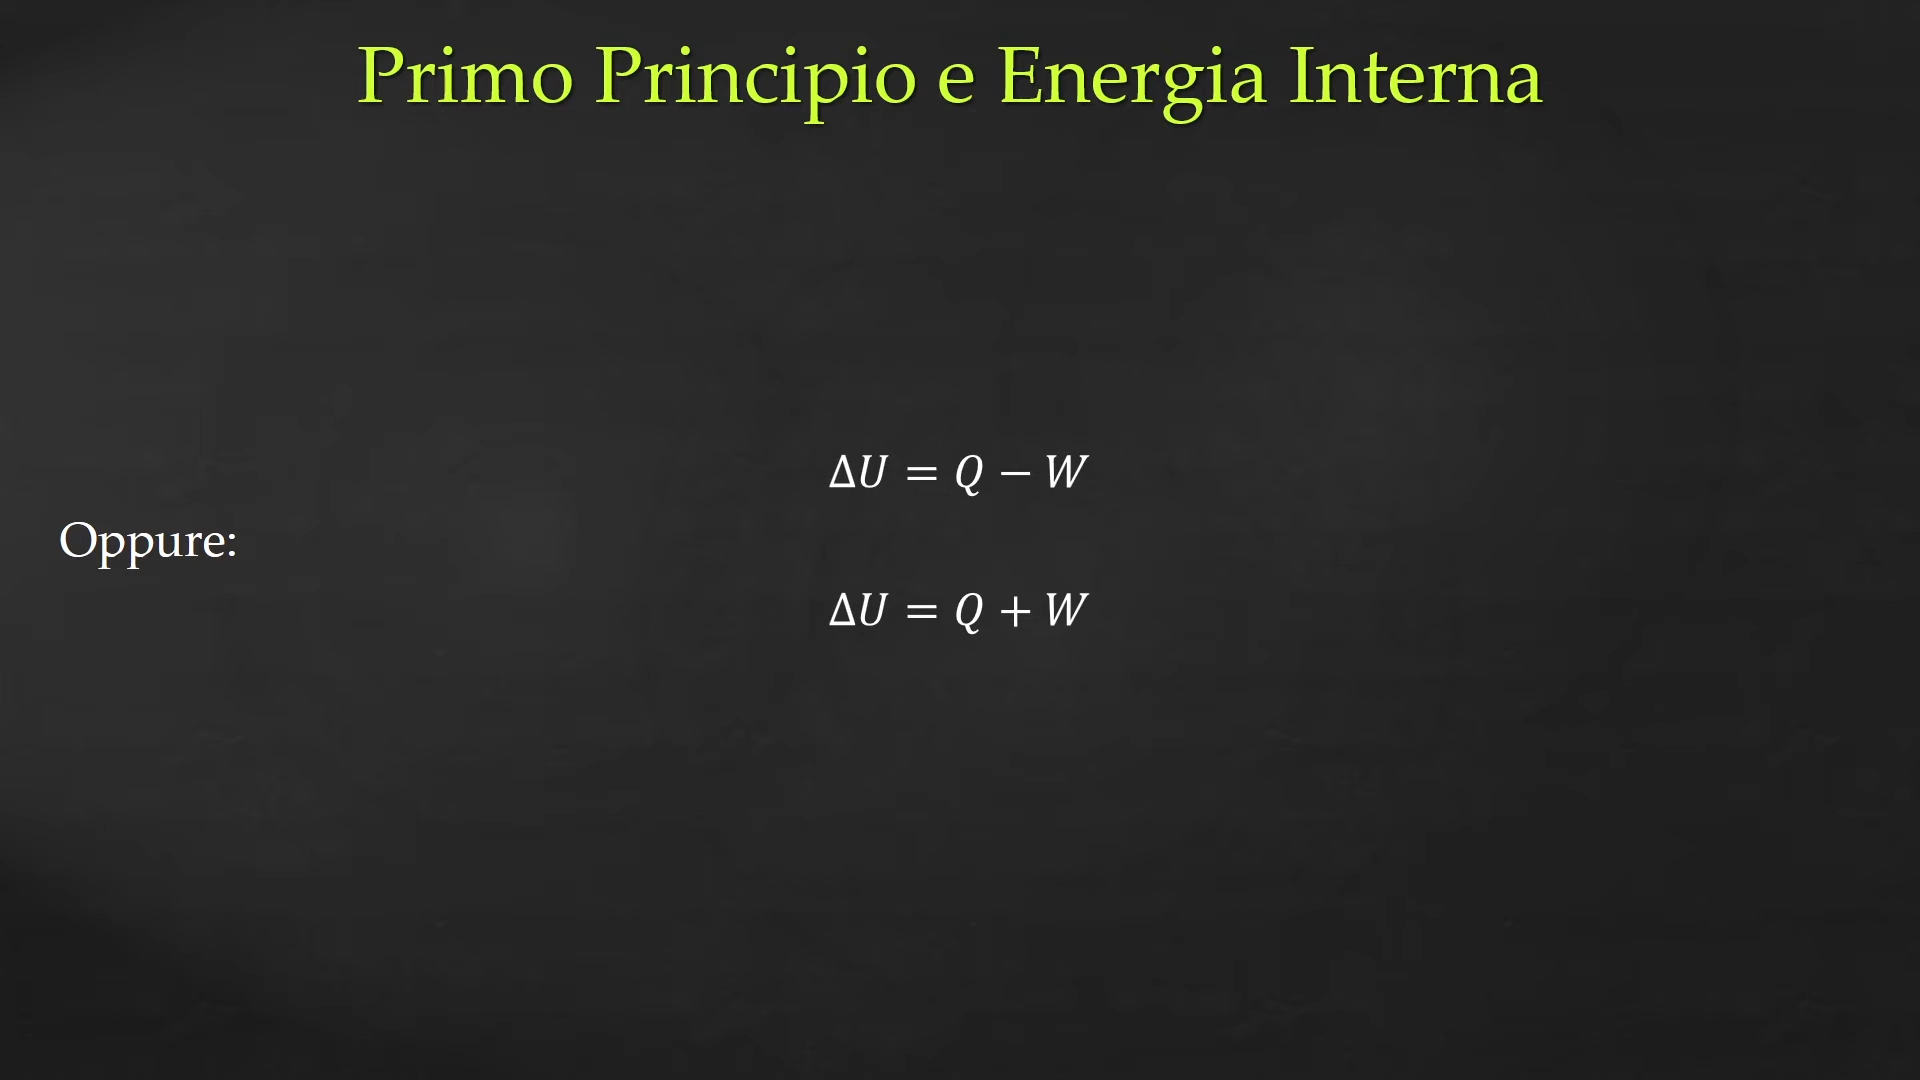 Primo Principio e Energia Interna
ΔU = Q − W
Oppure:
ΔU = Q + W